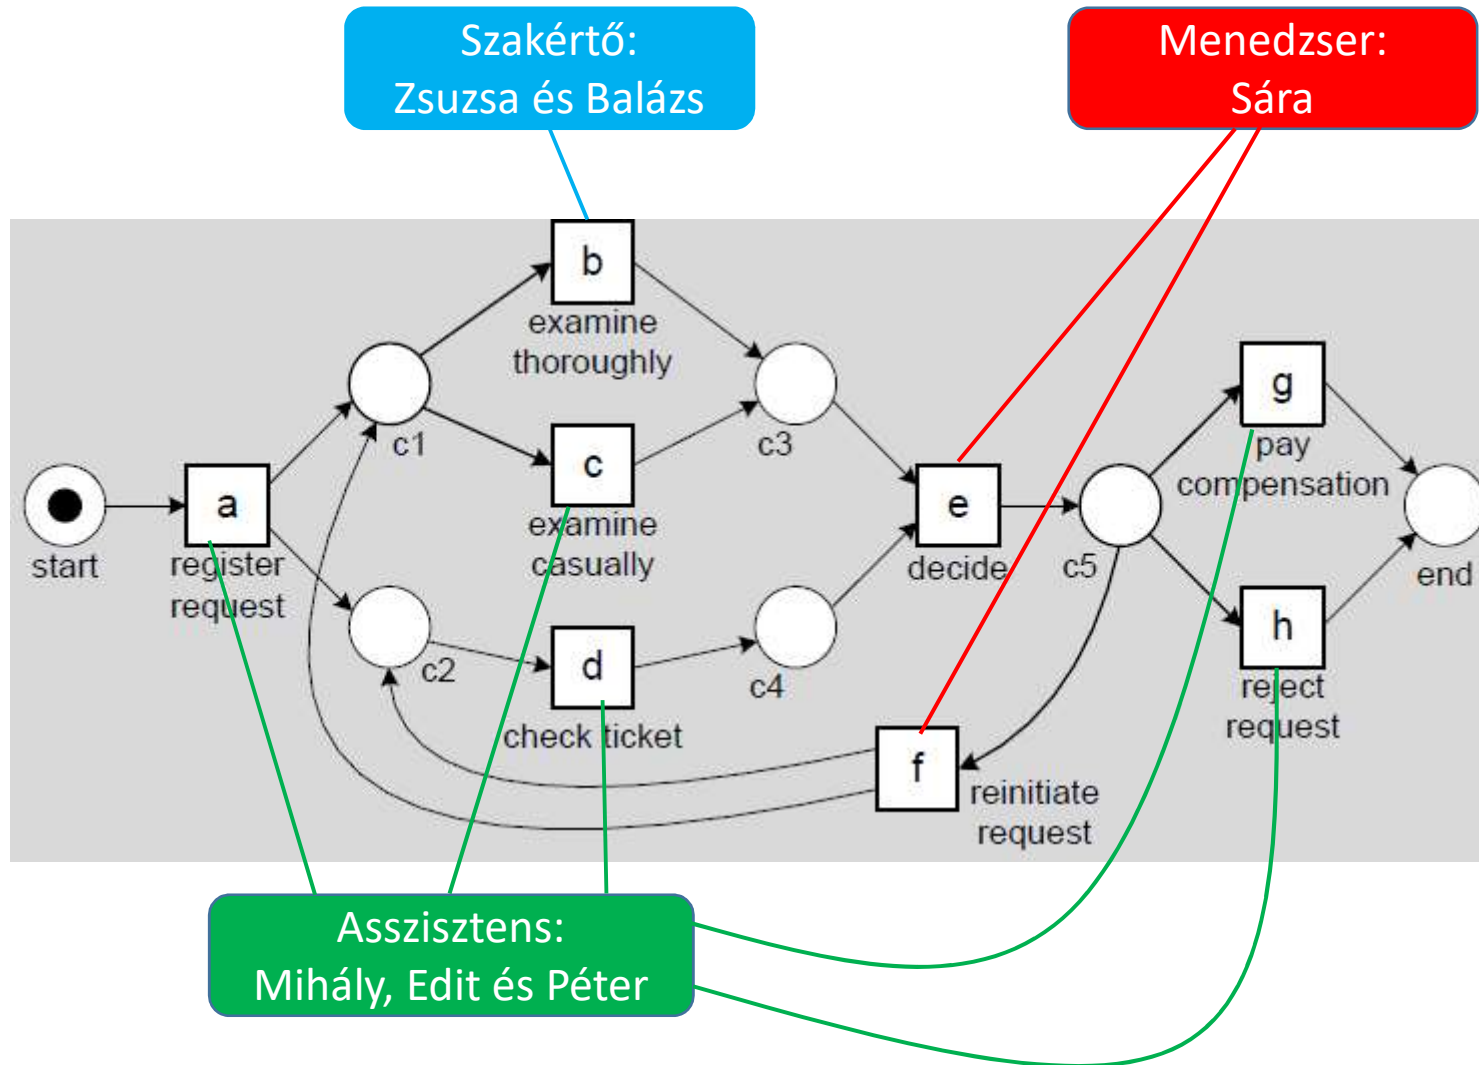 Szakértő:
Zsuzsa és Balázs
Menedzser:
Sára
b
examine
thoroughly
c1
c
examine
casually
c3
start
a
register
request
c2
d
check ticket
c4
e
decide
c5
f
reinitiate
request
g
pay
compensation
h
reject
request
end
Asszisztens:
Mihály, Edit és Péter